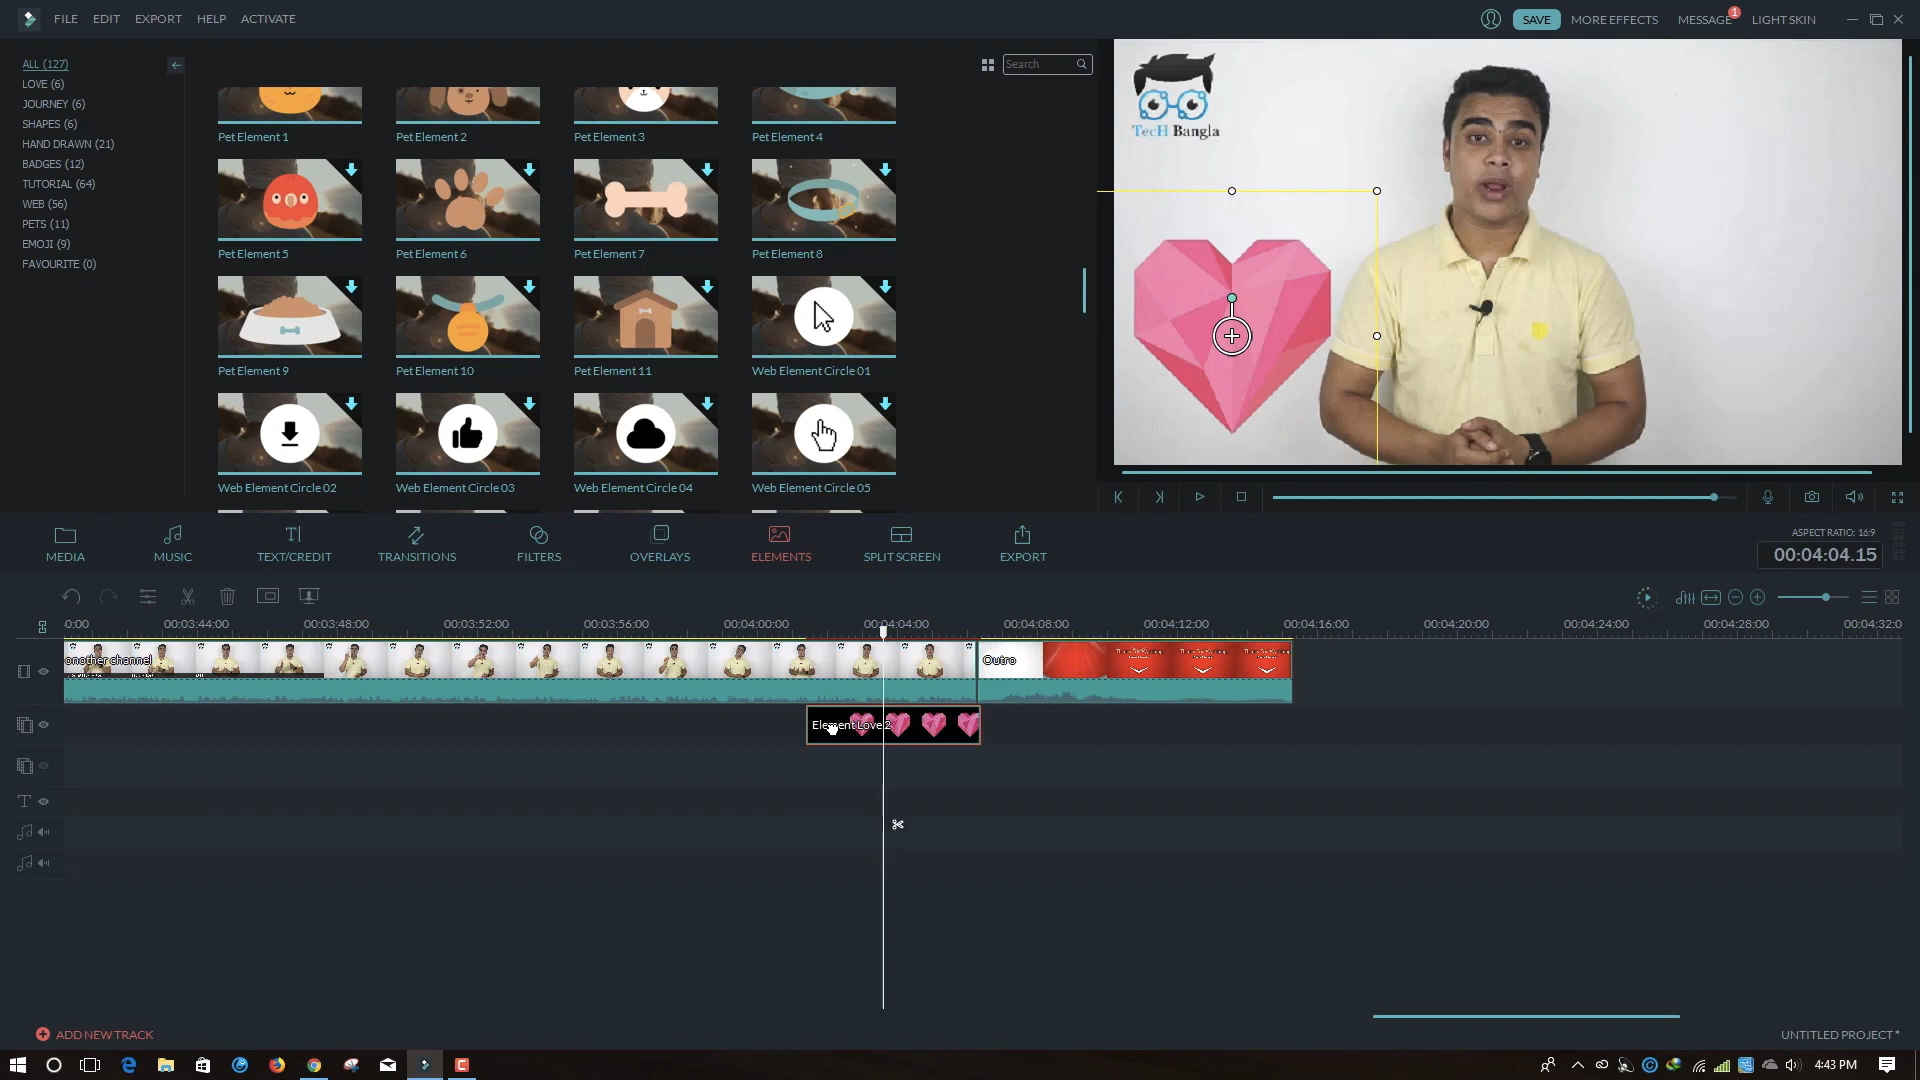 FILE EDIT EXPORT HELP ACTIVATE
SAVE MORE EFFECTS MESSAGE 1 LIGHT SKIN
ALL (127)
LOVE (6)
JOURNEY (6)
SHAPES (6)
HAND DRAWN (21)
BADGES (12)
TUTORIAL (64)
WEB (56)
PETS (11)
EMOJI (9)
FAVOURITE (0)
Search
Pet Element 1 Pet Element 2 Pet Element 3 Pet Element 4
Pet Element 5 Pet Element 6 Pet Element 7 Pet Element 8
Pet Element 9 Pet Element 10 Pet Element 11 Web Element Circle 01
Web Element Circle 02 Web Element Circle 03 Web Element Circle 04 Web Element Circle 05
TecH Bangla
MEDIA MUSIC TEXT/CREDIT TRANSITIONS FILTERS OVERLAYS ELEMENTS SPLIT SCREEN EXPORT
ASPECT RATIO: 16:9
00:04:04.15
0:00 00:03:44:00 00:03:48:00 00:03:52:00 00:03:56:00 00:04:00:00 00:04:04:00 00:04:08:00 00:04:12:00 00:04:16:00 00:04:20:00 00:04:24:00 00:04:28:00 00:04:32:0
onother channel
Outro
Element Love 2
ADD NEW TRACK
UNTITLED PROJECT *
4:43 PM